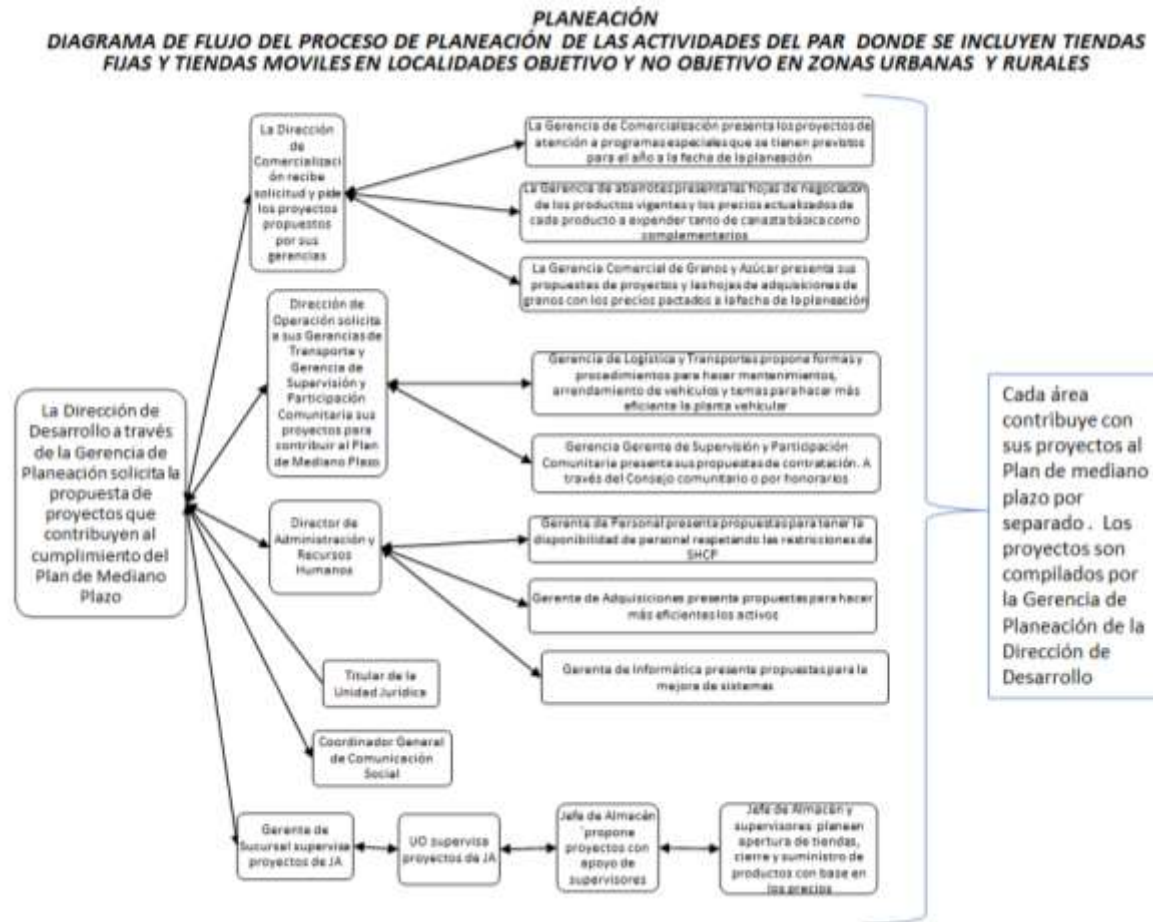 PLANEACIÓN
DIAGRAMA DE FLUJO DEL PROCESO DE PLANEACIÓN DE LAS ACTIVIDADES DEL PAR DONDE SE INCLUYEN TIENDAS
FIJAS Y TIENDAS MOVILES EN LOCALIDADES OBJETIVO Y NO OBJETIVO EN ZONAS URBANAS Y RURALES
La Dirección de
Desarrollo a través
de la Gerencia de
Planeación solicita la
propuesta de
proyectos que
contribuyen al
cumplimiento del
Plan de Mediano
Plazo
La Dirección
de
Comercializaci
ón recibe
solicitud y pide
los proyectos
propuestos
por sus
gerencias
La Gerencia de Comercialización presenta los proyectos de
atención a programas especiales que se tienen previstos
para el año a la fecha de la planeación
La Gerencia de abarrotes presenta las hojas de negociación
de los productos vigentes y los precios actualizados de
cada producto a expender tanto de canasta básica como
complementarios
La Gerencia Comercial de Granos y Azúcar presenta sus
propuestas de proyectos y las hojas de adquisiciones de
granos con los precios pactados a la fecha de la planeación
Dirección de
Operación solicita
a sus Gerencias de
Transporte y
Gerencia de
Supervisión y
Participación
Comunitaria sus
proyectos para
contribuir al Plan
de Mediano Plazo
Gerencia de Logística y Transportes propone formas y
procedimientos para hacer mantenimientos,
arrendamiento de vehículos y temas para hacer más
eficiente la planta vehicular
Gerencia Gerente de Supervisión y Participación
Comunitaria presenta sus propuestas de contratación. A
través del Consejo comunitario o por honorarios
Director de
Administración y
Recursos
Humanos
Gerente de Personal presenta propuestas para tener la
disponibilidad de personal respetando las restricciones de
SHCP
Gerente de Adquisiciones presenta propuestas para hacer
más eficientes los activos
Gerente de Informática presenta propuestas para la
mejora de sistemas
Titular de la
Unidad Jurídica
Coordinador General
de Comunicación
Social
Gerente de
Sucursal supervisa
proyectos de JA
UO supervisa
proyectos de JA
Jefe de Almacén
propone
proyectos con
apoyo de
supervisores
Jefe de Almacén y
supervisores planean
apertura de tiendas,
cierre y suministro de
productos con base en
los precios
Cada área
contribuye con
sus proyectos al
Plan de mediano
plazo por
separado . Los
proyectos son
compilados por
la Gerencia de
Planeación de la
Dirección de
Desarrollo